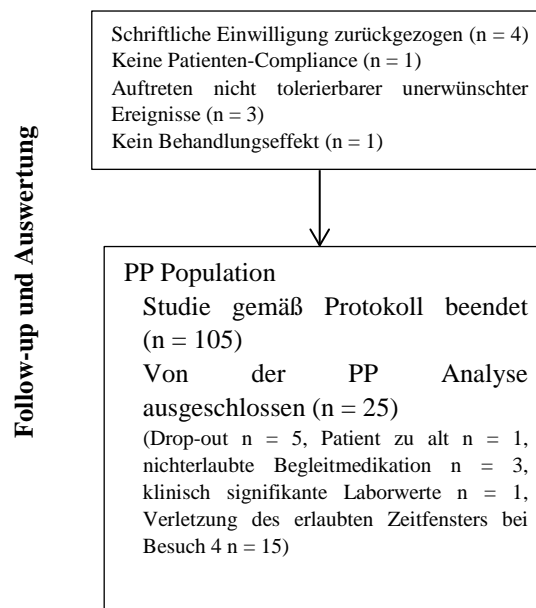 Schriftliche Einwilligung zurückgezogen (n = 4)
Keine Patienten-Compliance (n = 1)
Auftreten nicht tolerierbarer unerwünschter
Ereignisse (n = 3)
Kein Behandlungseffekt (n = 1)
Follow-up und Auswertung
PP Population
Studie gemäß Protokoll beendet
(n = 105)
Von der PP Analyse
ausgeschlossen (n = 25)
(Drop-out n = 5, Patient zu alt n = 1,
nichterlaubte Begleitmedikation n = 3,
klinisch signifikante Laborwerte n = 1,
Verletzung des erlaubten Zeitfensters bei
Besuch 4 n = 15)